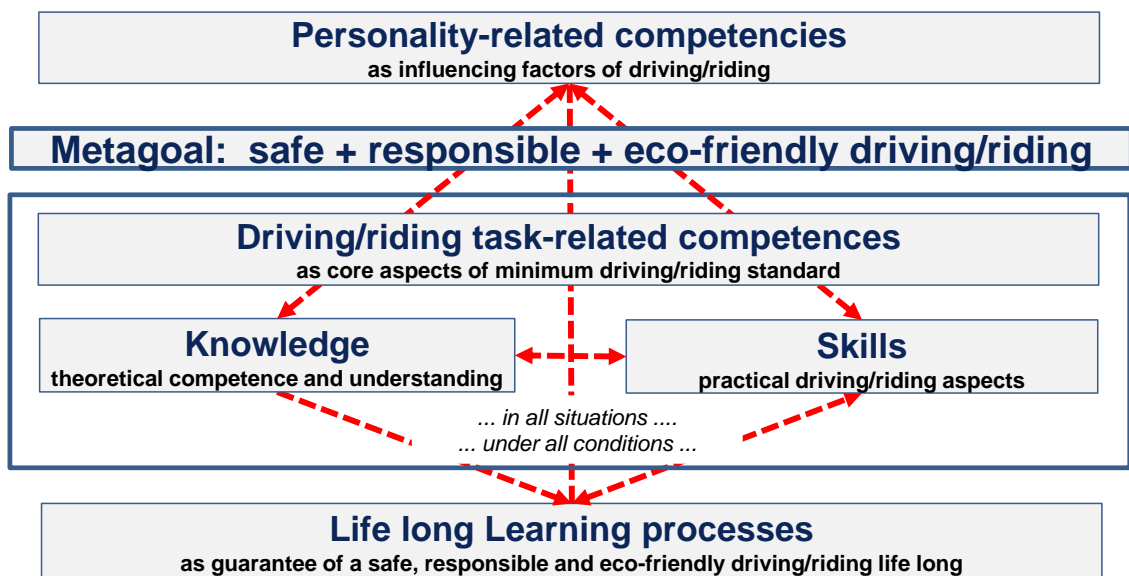 Personality-related competencies
as influencing factors of driving/riding
Metagoal: safe + responsible + eco-friendly driving/riding
Driving/riding task-related competences
as core aspects of minimum driving/riding standard
Knowledge
theoretical competence and understanding
Skills
practical driving/riding aspects
... in all situations ....
... under all conditions ...
Life long Learning processes
as guarantee of a safe, responsible and eco-friendly driving/riding life long